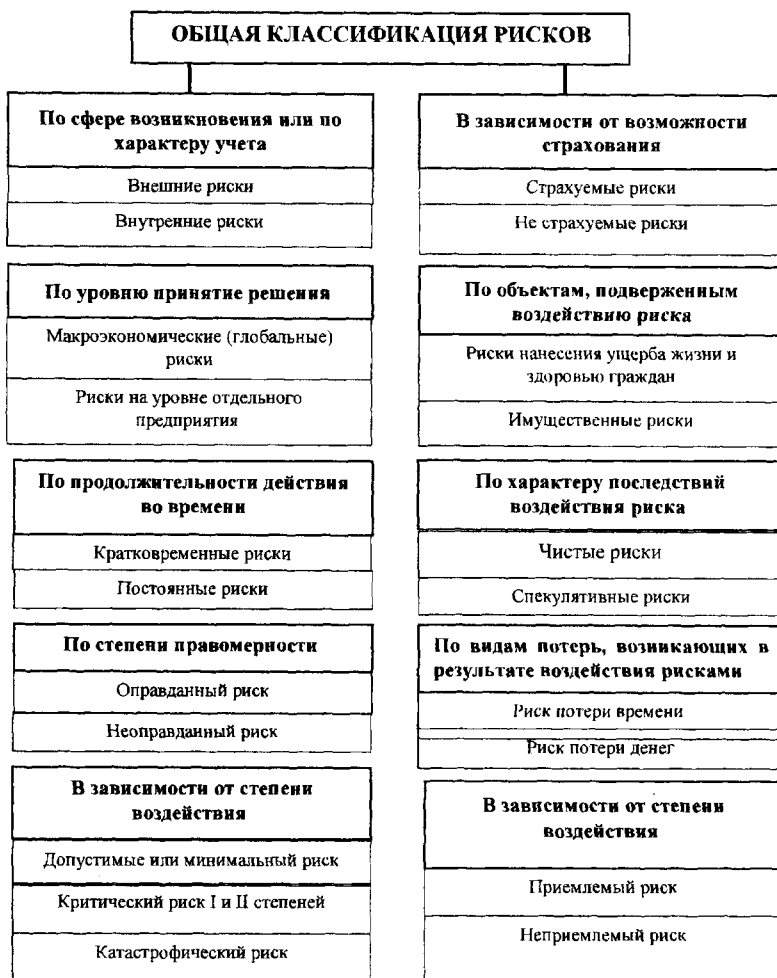 ОБЩАЯ КЛАССИФИКАЦИЯ РИСКОВ
По сфере возникновения или по
характеру учета
Внешние риски
Внутренние риски
По уровню принятие решения
Макроэкономические (глобальные)
риски
Риски на уровне отдельного
предприятия
По продолжительности действия
во времени
Кратковременные риски
Постоянные риски
По степени правомерности
Оправданный риск
Неоправданный риск
В зависимости от степени
воздействия
Допустимые или минимальный риск
Критический риск I и II степеней
Катастрофический риск
В зависимости от возможности
страхования
Страхуемые риски
Не страхуемые риски
По объектам, подверженным
воздействию риска
Риски нанесения ущерба жизни и
здоровью граждан
Имущественные риски
По характеру последствий
воздействия риска
Чистые риски
Спекулятивные риски
По видам потерь, возникающих в
результате воздействия рисками
Риск потери времени
Риск потери денег
В зависимости от степени
воздействия
Приемлемый риск
Неприемлемый риск